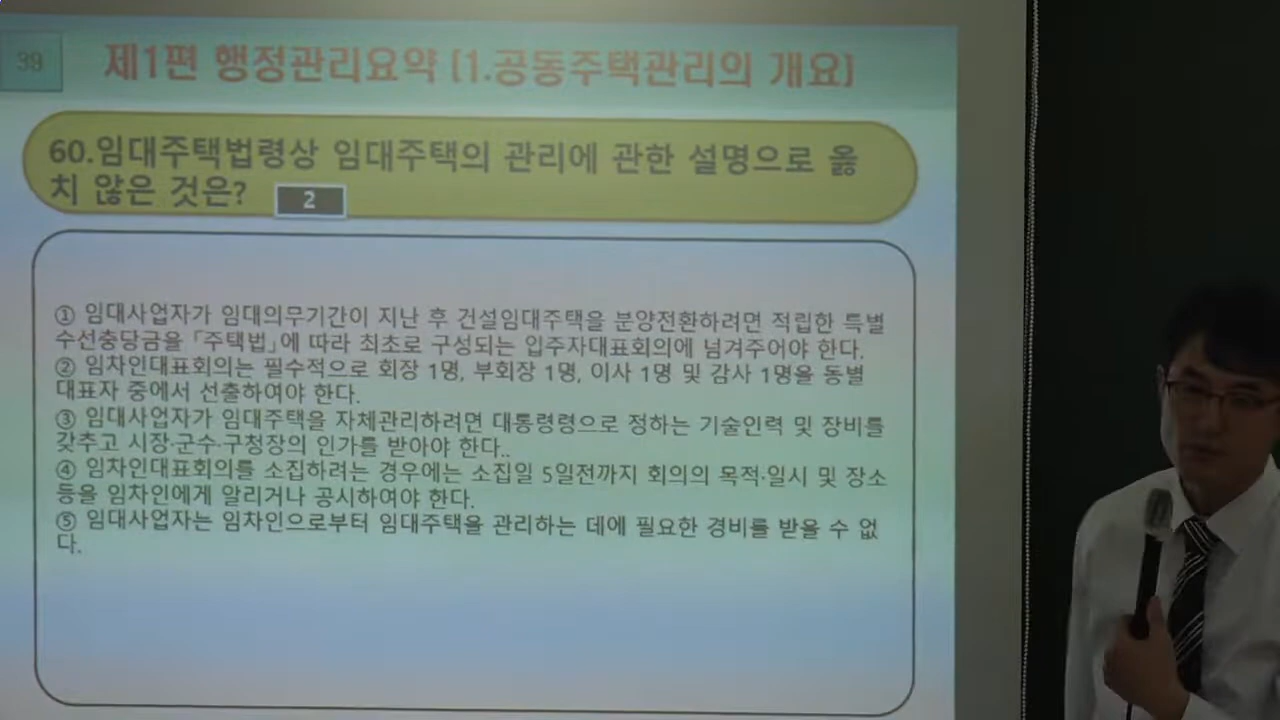 39
제1편 행정관리요약 [1.공동주택관리의 개요]
60.임대주택법령상 임대주택의 관리에 관한 설명으로 옳
치 않은 것은?
2
① 임대사업자가 임대의무기간이 지난 후 건설임대주택을 분양전환하려면 적립한 특별
수선충당금을 「주택법」에 따라 최초로 구성되는 입주자대표회의에 넘겨주어야 한다.
② 임차인대표회의는 필수적으로 회장 1명, 부회장 1명, 이사 1명 및 감사 1명을 동별
대표자 중에서 선출하여야 한다.
③ 임대사업자가 임대주택을 자체관리하려면 대통령령으로 정하는 기술인력 및 장비를
갖추고 시장·군수·구청장의 인가를 받아야 한다..
④ 임차인대표회의를 소집하려는 경우에는 소집일 5일전까지 회의의 목적·일시 및 장소
등을 임차인에게 알리거나 공시하여야 한다.
⑤ 임대사업자는 임차인으로부터 임대주택을 관리하는 데에 필요한 경비를 받을 수 없
다.